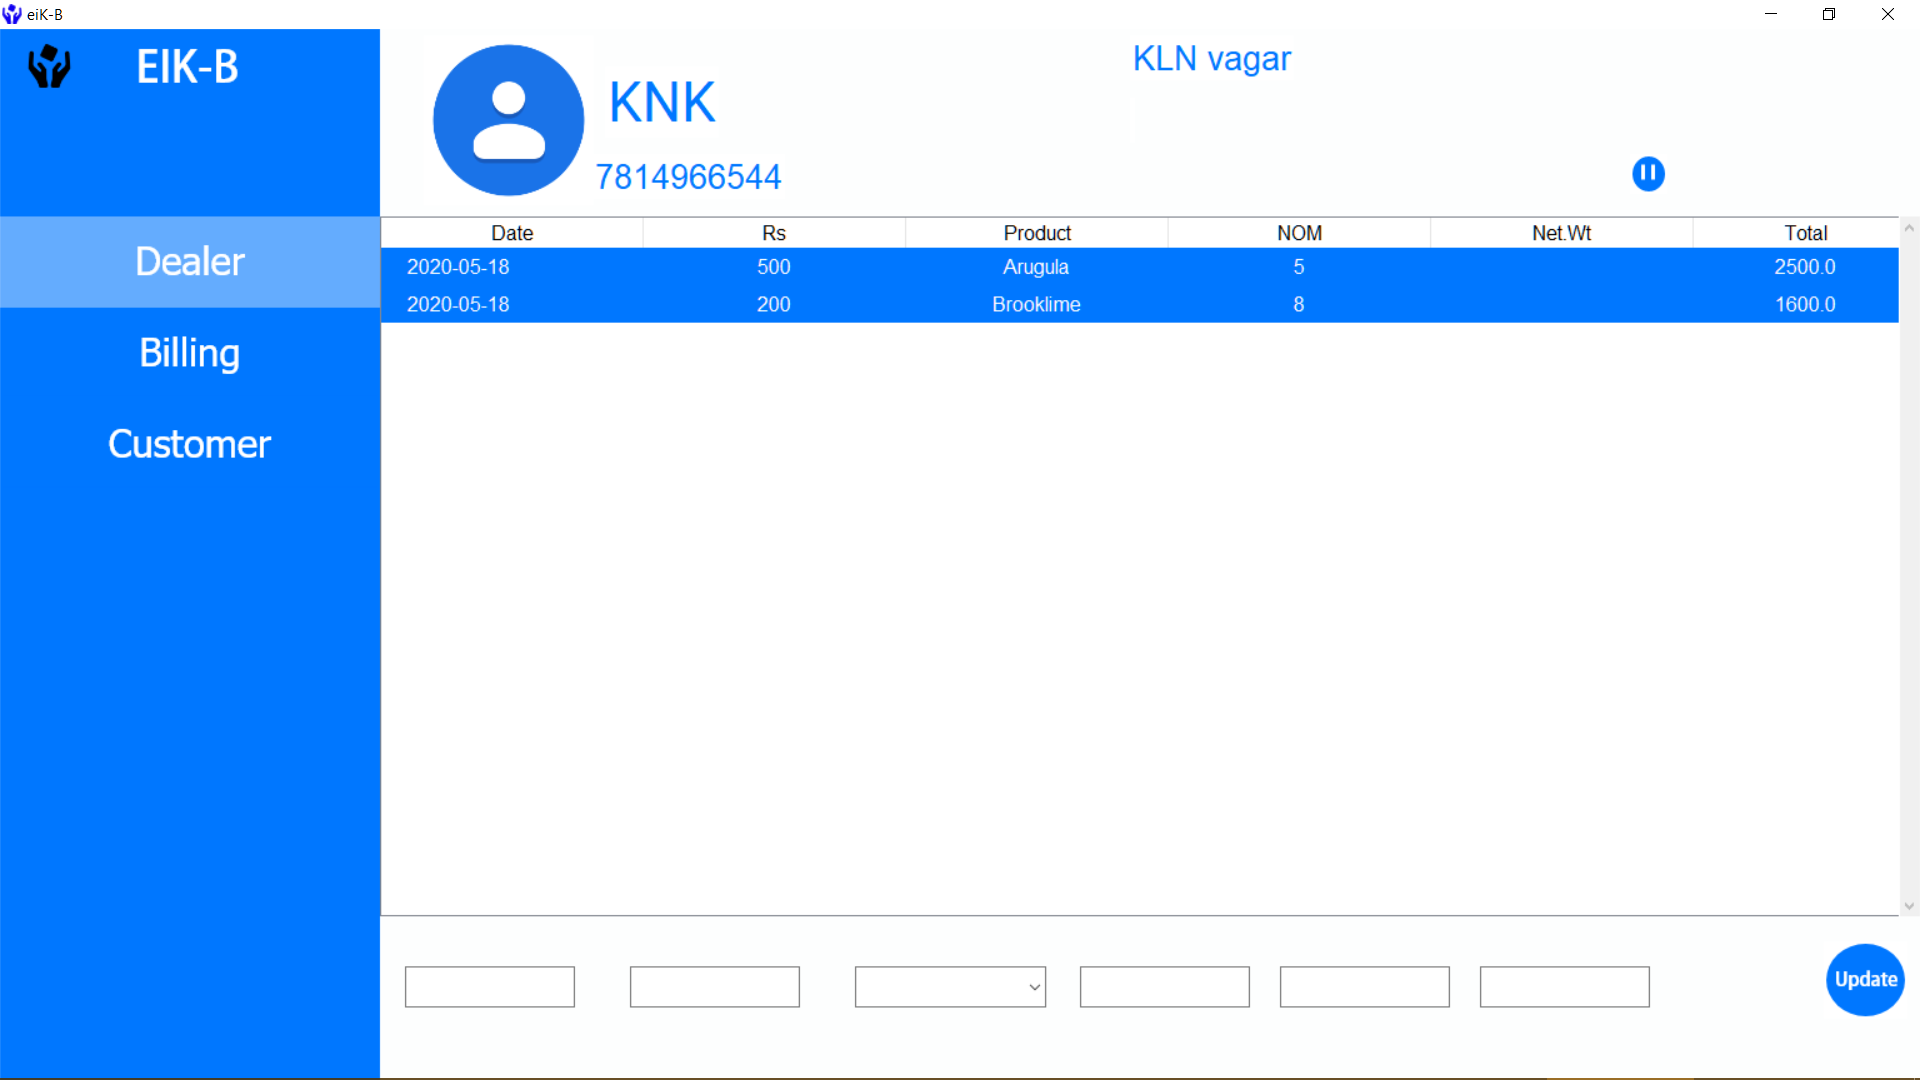 eiK-B
EIK-B
KLN vagar
KNK
7814966544
Dealer
Billing
Customer
Date Rs Product NOM Net.Wt Total
2020-05-18 500 Arugula 5 2500.0
2020-05-18 200 Brooklime 8 1600.0
Update